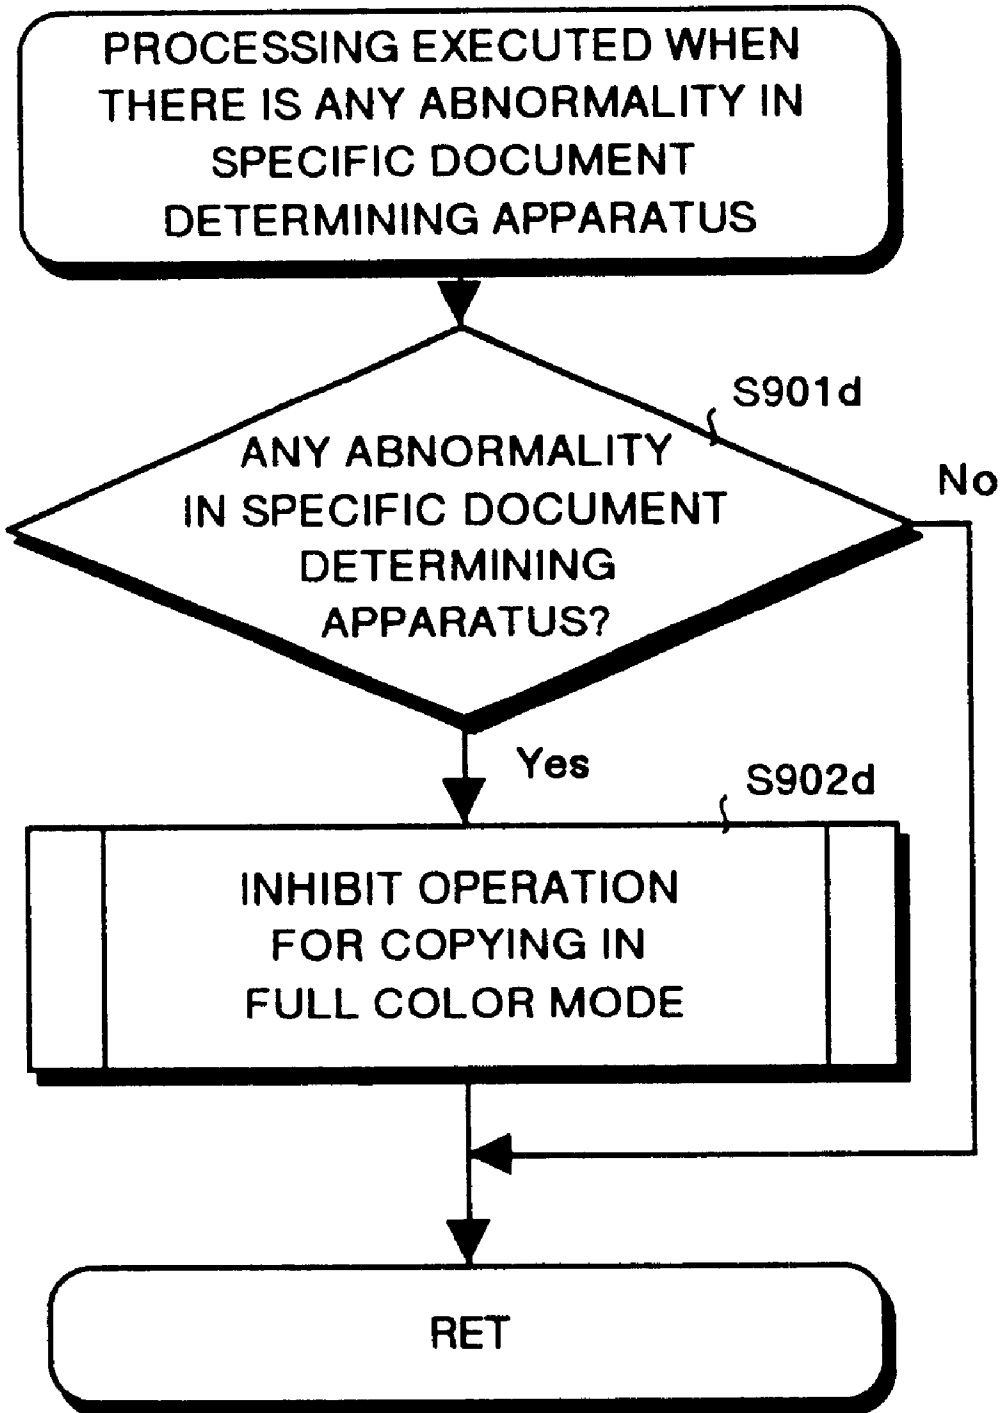 PROCESSING EXECUTED WHEN
THERE IS ANY ABNORMALITY IN
SPECIFIC DOCUMENT
DETERMINING APPARATUS
S901d
ANY ABNORMALITY
IN SPECIFIC DOCUMENT
DETERMINING
APPARATUS?
No
Yes
S902d
INHIBIT OPERATION
FOR COPYING IN
FULL COLOR MODE
RET